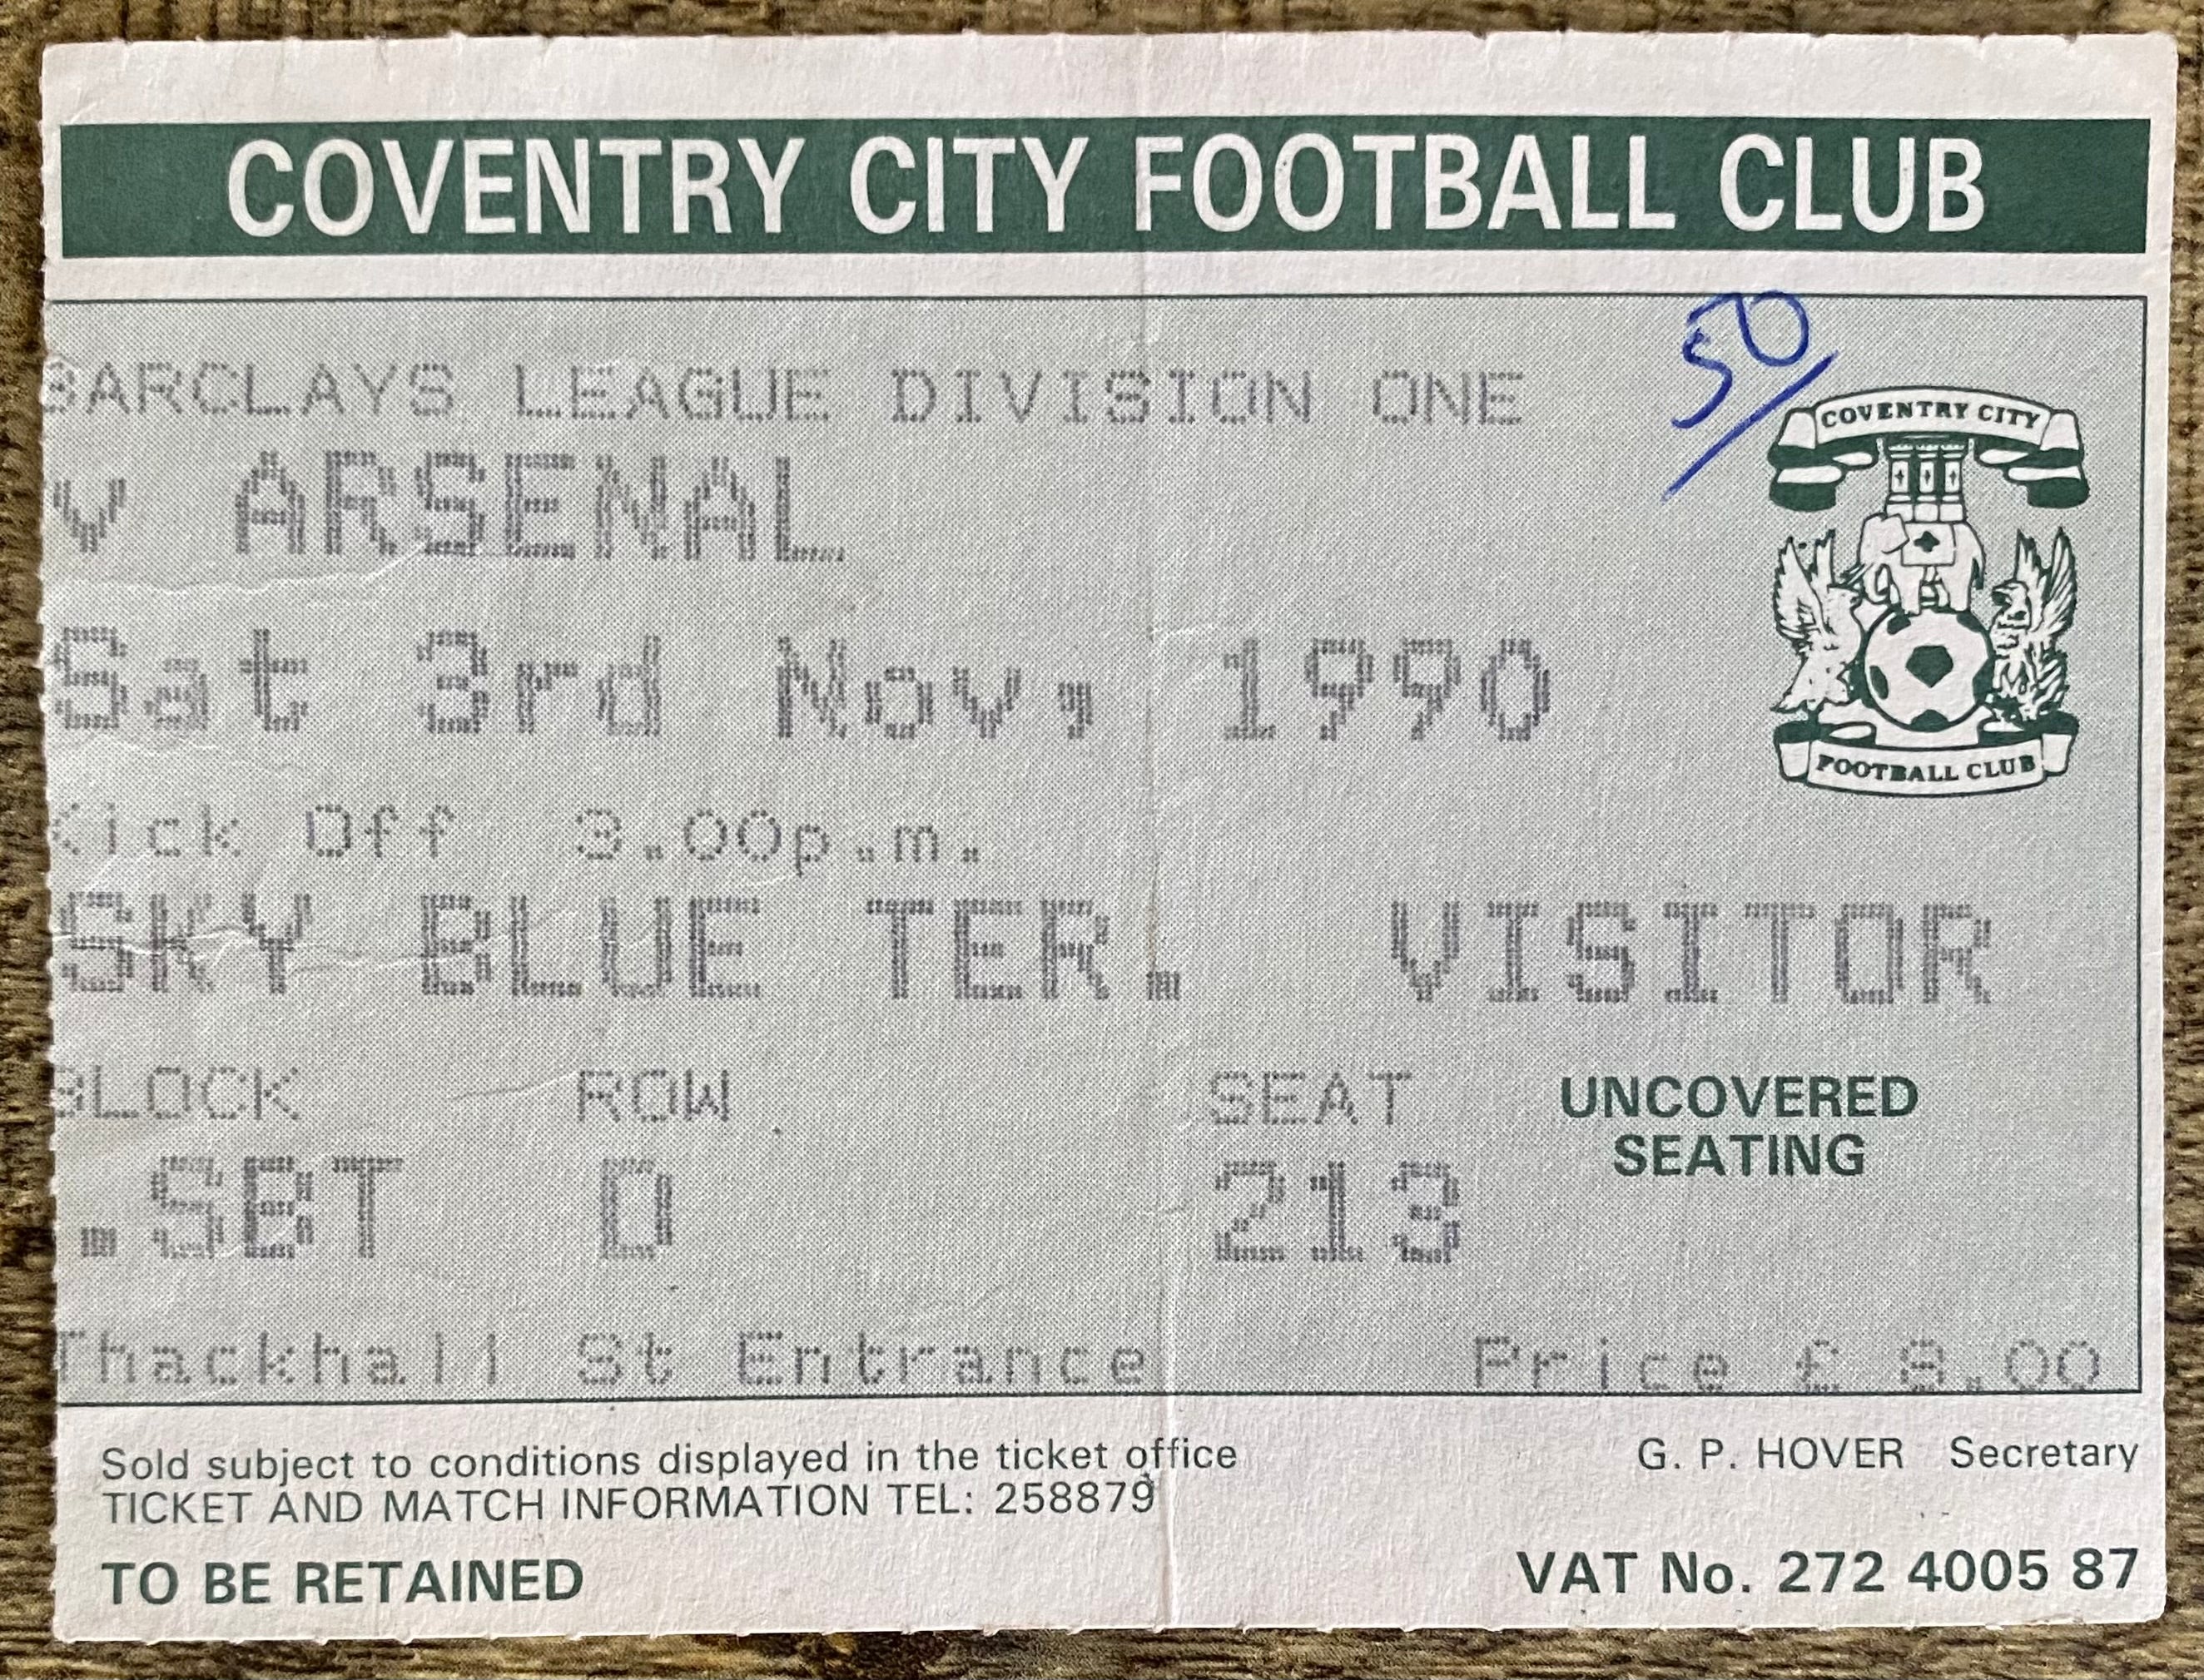 COVENTRY CITY FOOTBALL CLUB
50/
BARCLAYS LEAGUE DIVISION ONE
COVENTRY CITY
V ARSENAL
Sat 3rd Nov, 1990
FOOTBALL CLUB
Kick Off 3.00p.m.
SKY BLUE TER. VISITOR
BLOCK ROW SEAT UNCOVERED
SEATING
.SBT D 213
Thackhall St Entrance Price £ 8.00
Sold subject to conditions displayed in the ticket office G. P. HOVER Secretary
TICKET AND MATCH INFORMATION TEL: 258879
TO BE RETAINED VAT No. 272 4005 87